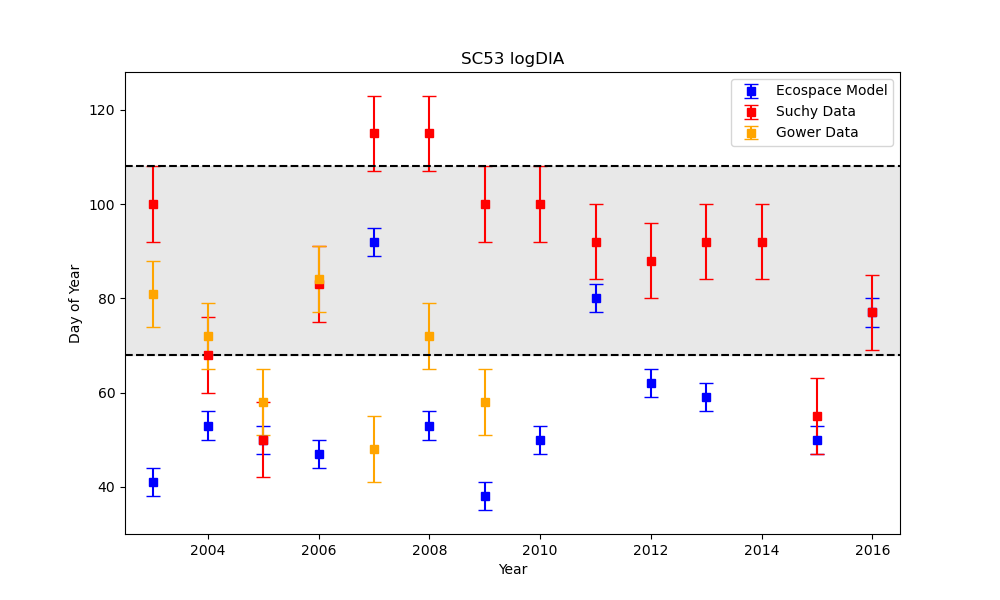 SC53 logDIA
Ecospace Model
Suchy Data
Gower Data
120
100
80
60
40
Day of Year
2004 2006 2008 2010 2012 2014 2016
Year